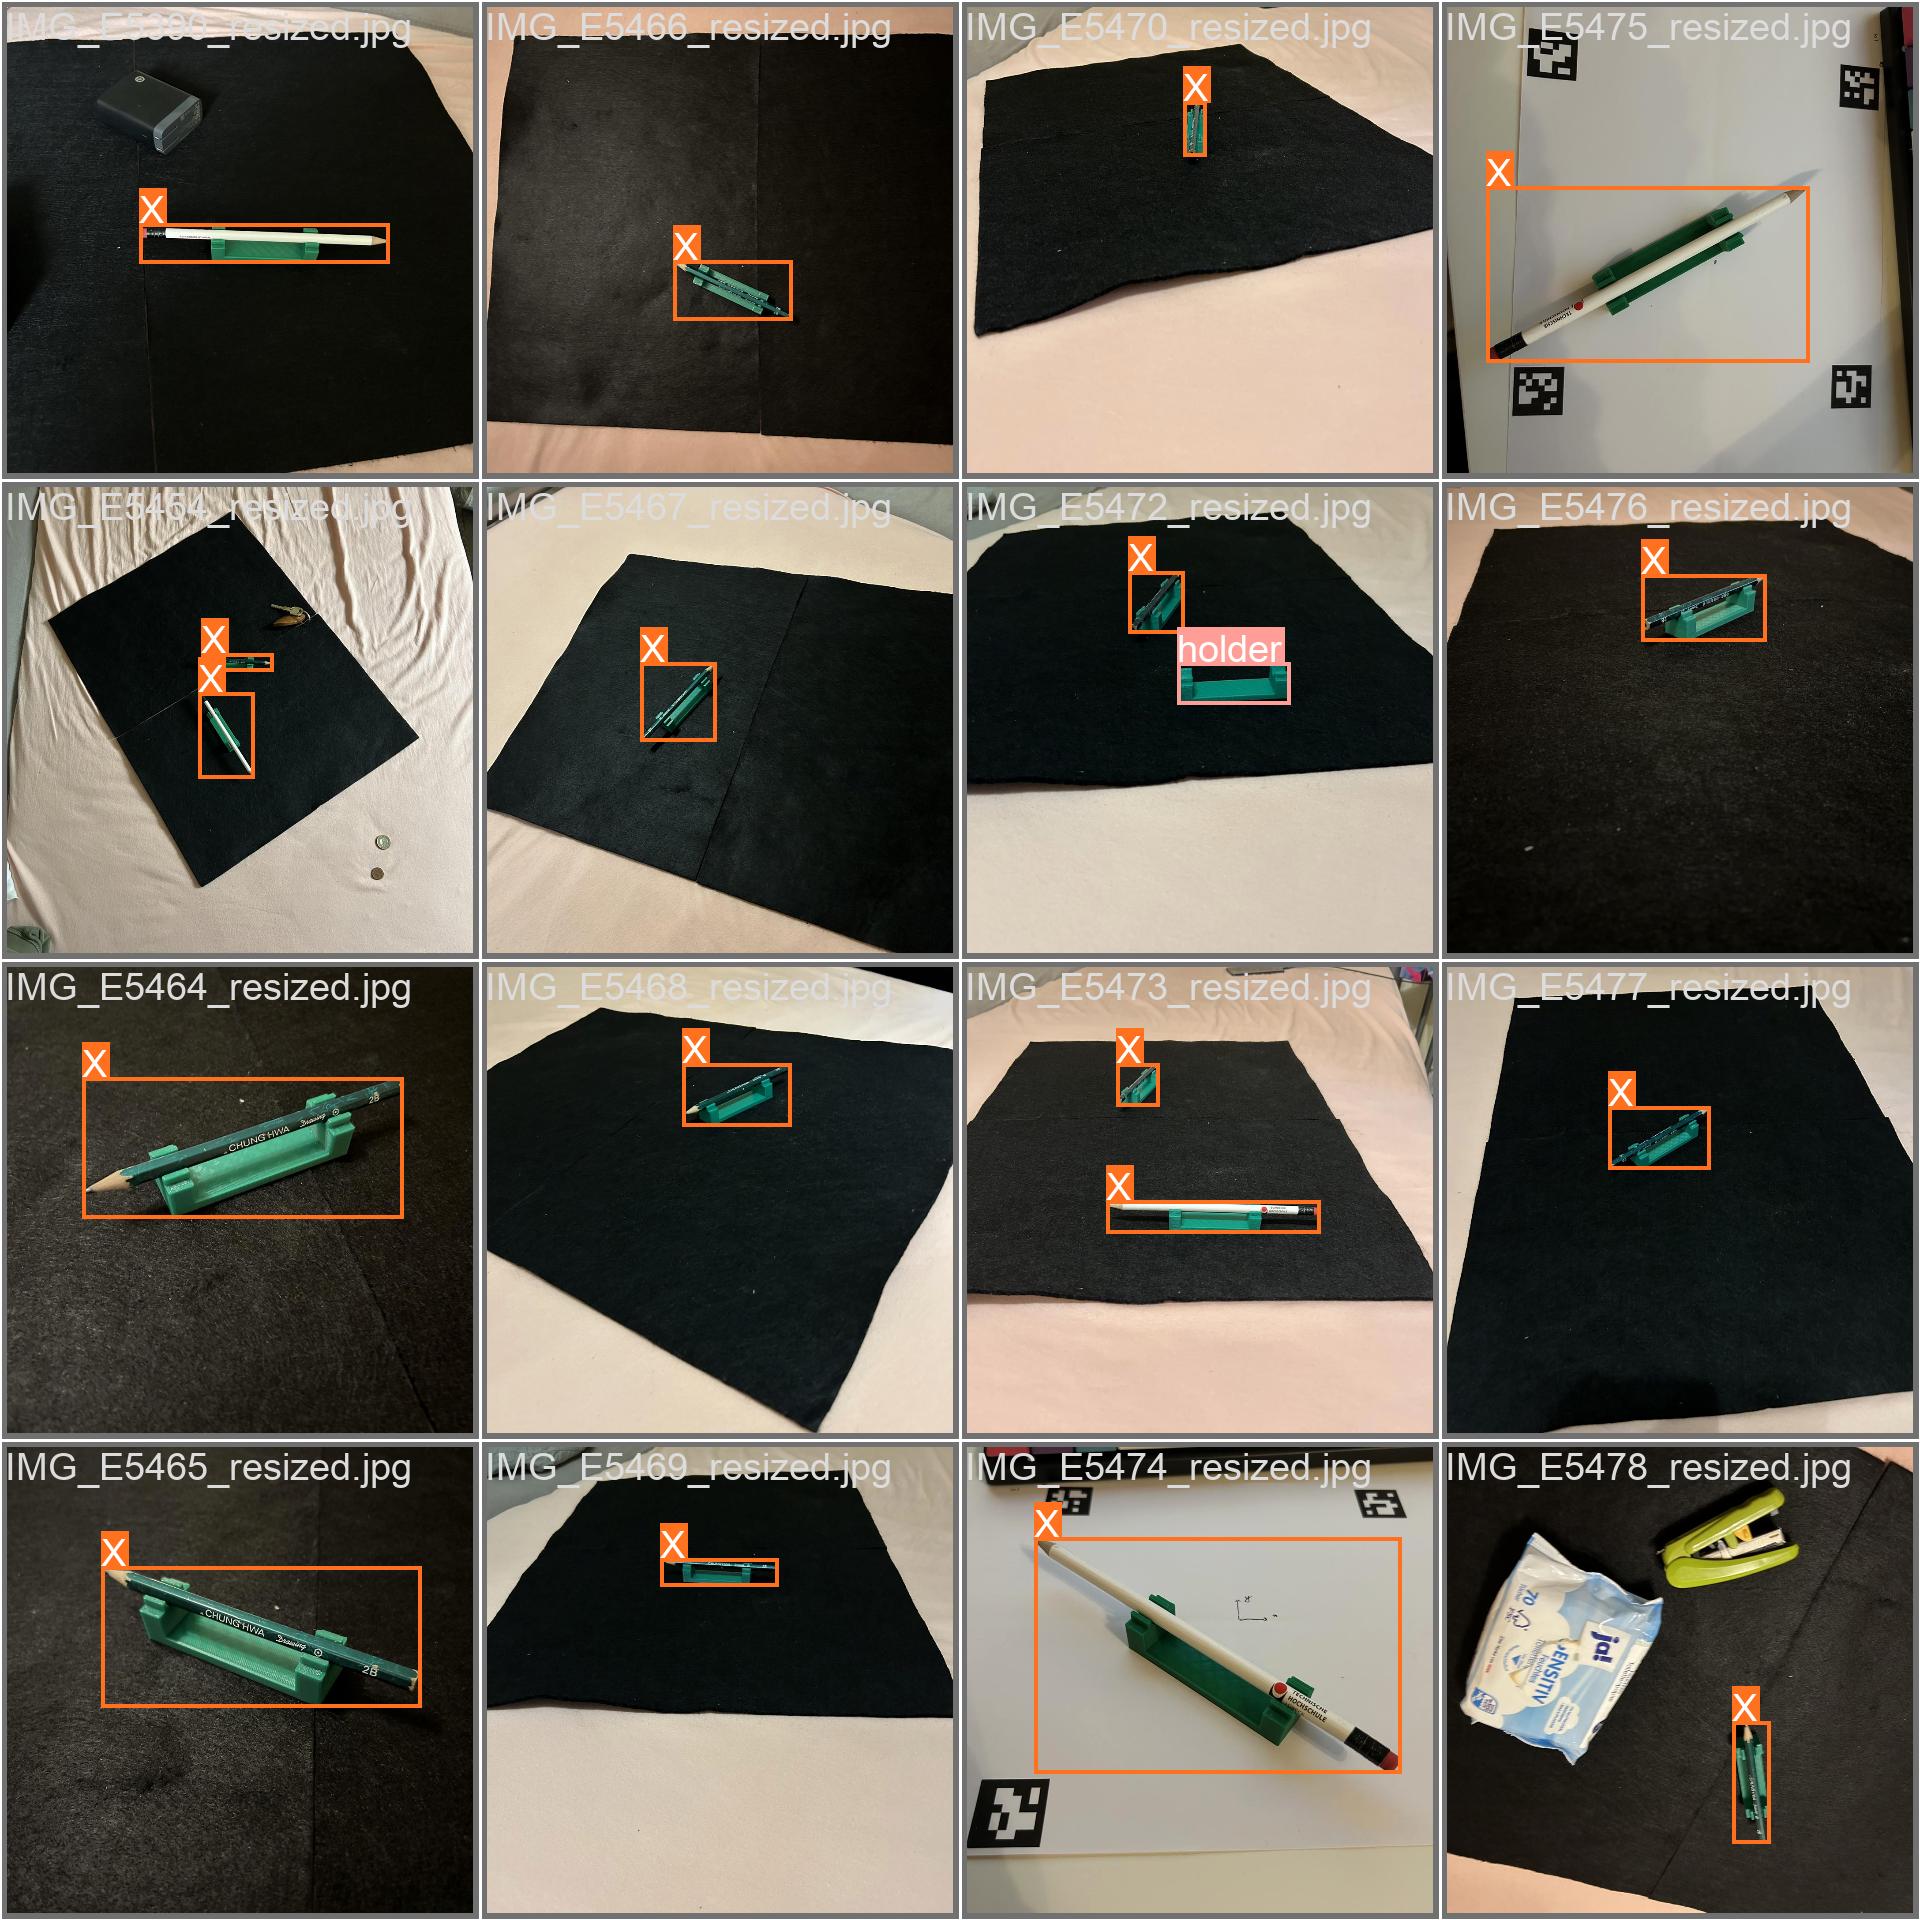 IMG_E5390_resized.jpg
IMG_E5466_resized.jpg
IMG_E5470_resized.jpg
IMG_E5475_resized.jpg
X
X
X
X
TECHNISCHE
IMG_E5454_resized.jpg
IMG_E5467_resized.jpg
IMG_E5472_resized.jpg
IMG_E5476_resized.jpg
X
X
X
X
holder
X
IMG_E5464_resized.jpg
IMG_E5468_resized.jpg
IMG_E5473_resized.jpg
IMG_E5477_resized.jpg
X
CHUNG HWA Drawing 2B
X
X
X
X
IMG_E5465_resized.jpg
IMG_E5469_resized.jpg
IMG_E5474_resized.jpg
IMG_E5478_resized.jpg
X
CHUNG HWA Drawing 2B
X
X
TECHNISCHE
HOCHSCHULE
70
ja!
SENSITIV
X